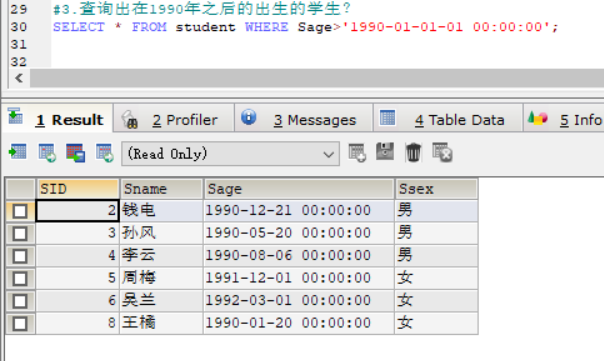 29 #3.查询出在1990年之后的出生的学生?
30 SELECT * FROM student WHERE Sage>'1990-01-01-01 00:00:00';
31
32
1 Result 2 Profiler 3 Messages 4 Table Data 5 Info
(Read Only)
SID Sname Sage Ssex
2 钱电 1990-12-21 00:00:00 男
3 孙风 1990-05-20 00:00:00 男
4 李云 1990-08-06 00:00:00 男
5 周梅 1991-12-01 00:00:00 女
6 吴兰 1992-03-01 00:00:00 女
8 王橘 1990-01-20 00:00:00 女